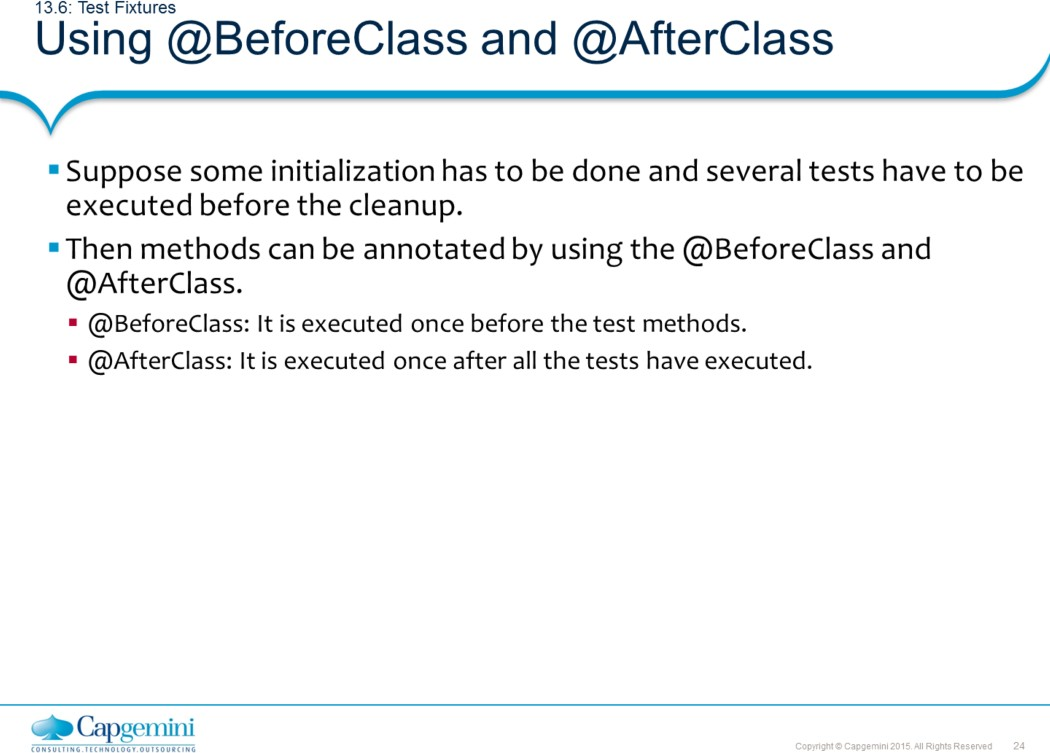 13.6: Test Fixtures
Using @BeforeClass and @AfterClass
Suppose some initialization has to be done and several tests have to be
executed before the cleanup.
Then methods can be annotated by using the @BeforeClass and
@AfterClass.
@BeforeClass: It is executed once before the test methods.
@AfterClass: It is executed once after all the tests have executed.
Capgemini
CONSULTING.TECHNOLOGY.OUTSOURCING
Copyright © Capgemini 2015. All Rights Reserved 24